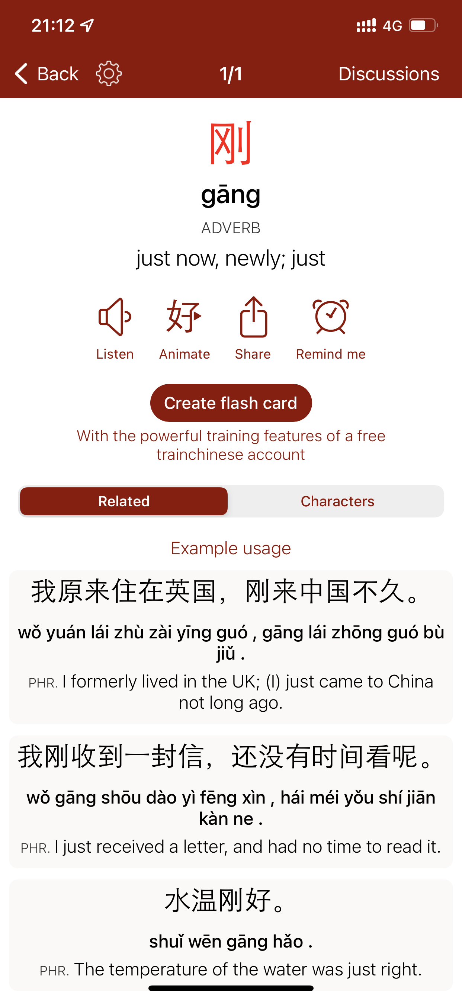 21:12 4G
Back 1/1 Discussions
刚
gāng
ADVERB
just now, newly; just
好
Listen Animate Share Remind me
Create flash card
With the powerful training features of a free
trainchinese account
Related Characters
Example usage
我原来住在英国，刚来中国不久。
wǒ yuán lái zhù zài yīng guó , gāng lái zhōng guó bù
jiǔ .
PHR. I formerly lived in the UK; (I) just came to China
not long ago.
我刚收到一封信，还没有时间看呢。
wǒ gāng shōu dào yì fēng xìn , hái méi yǒu shí jiān
kàn ne .
PHR. I just received a letter, and had no time to read it.
水温刚好。
shuǐ wēn gāng hǎo .
PHR. The temperature of the water was just right.